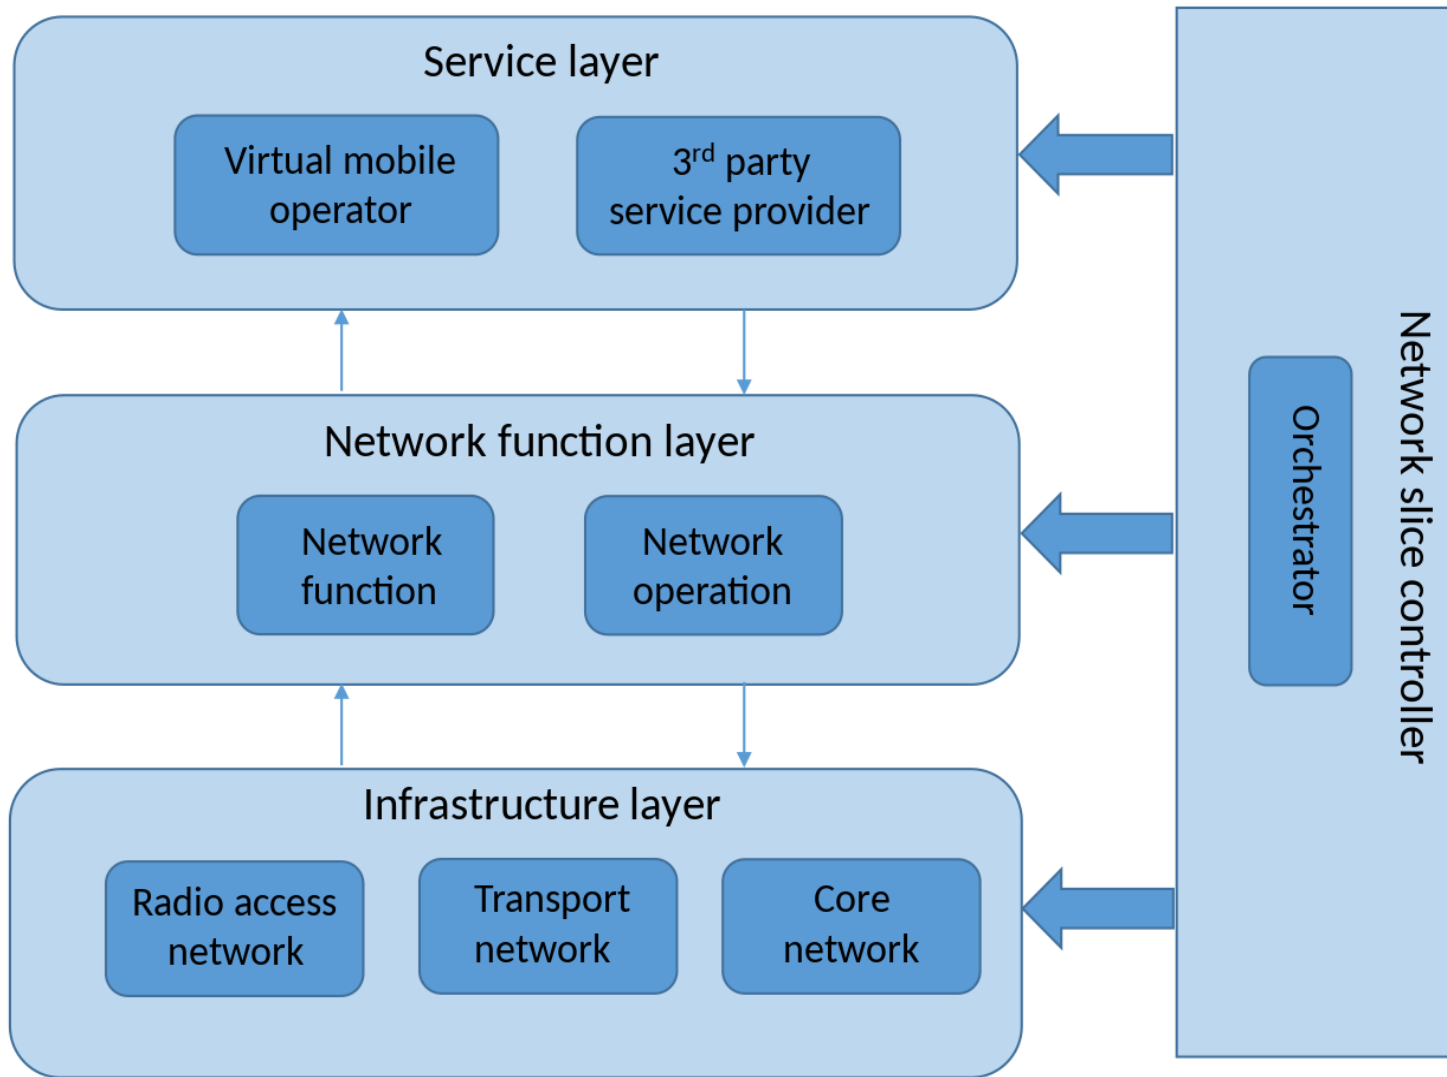 Service layer
Virtual mobile
operator
3rd party
service provider
Network function layer
Network
function
Network
operation
Infrastructure layer
Radio access
network
Transport
network
Core
network
Orchestrator
Network slice controller